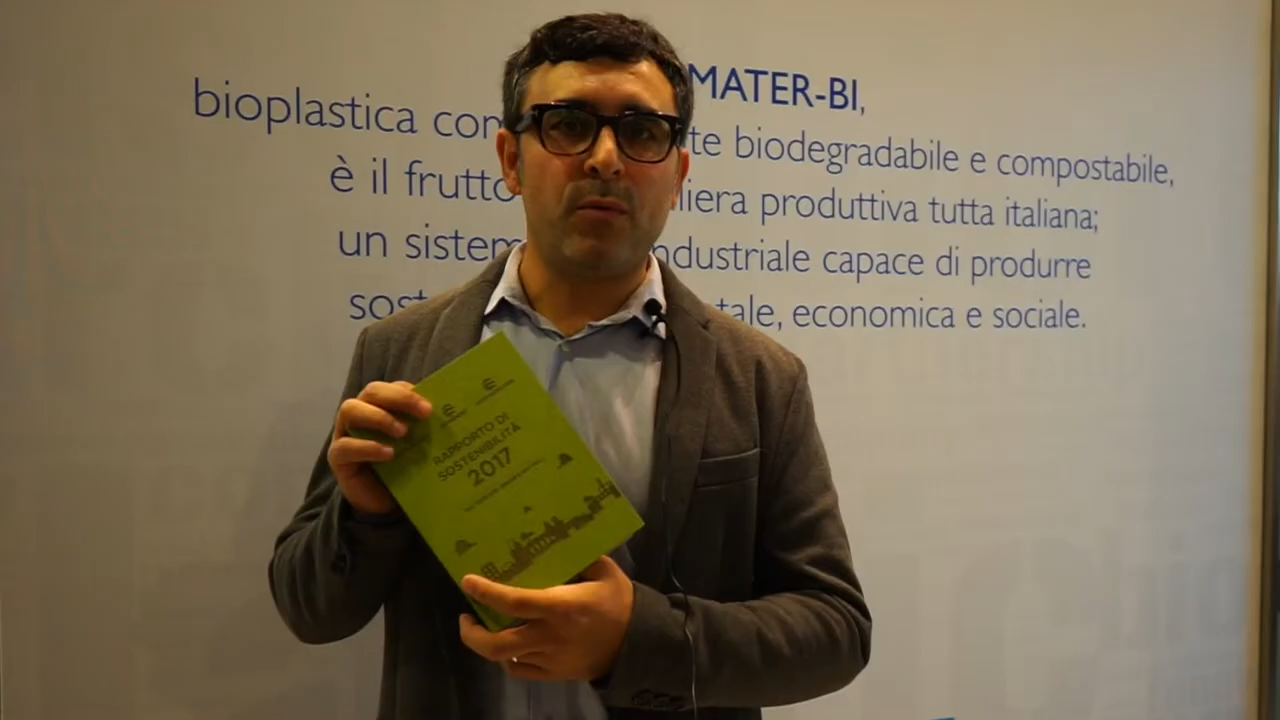 MATER-BI,
bioplastica con te biodegradabile e compostabile,
è il frutto liera produttiva tutta italiana;
un sistem ndustriale capace di produrre
sost tale, economica e sociale.
RAPPORTO DI
SOSTENIBILITÀ
2017